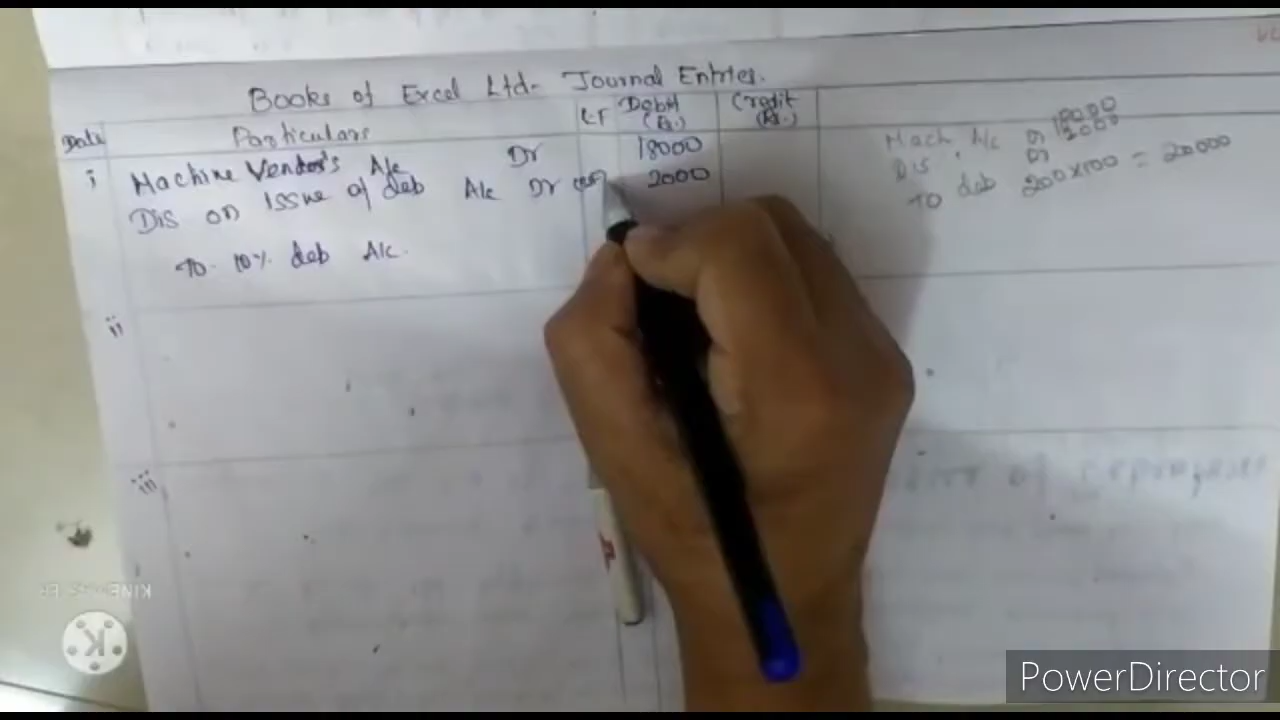 Books of Excel Ltd- Journal Entries.
Date Particulars L.F Debit (Rs.) Credit (Rs.)
i Machine Vendor's A/c Dr 18000
Dis on Issue of deb A/c Dr 2000
To 10% deb A/c.
ii
iii
Mach. A/c Dr 18000
Dis. Dr 2000
To deb 200x100 = 20000
PowerDirector